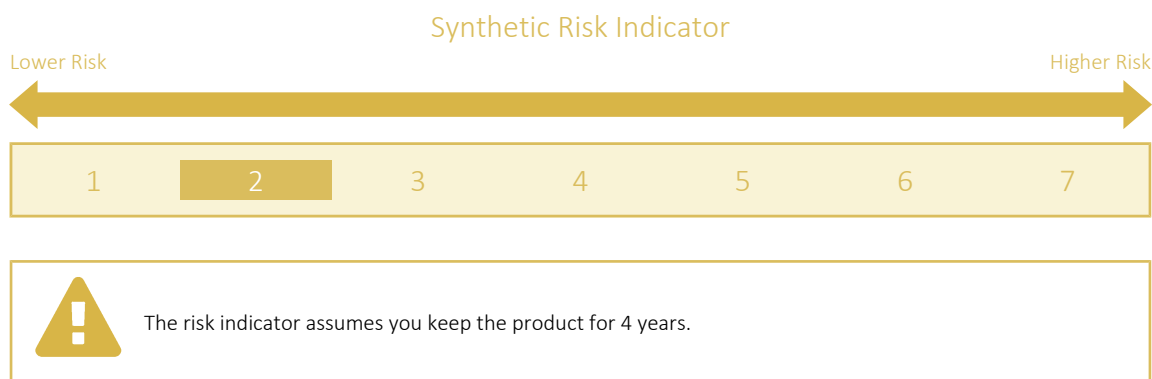 Synthetic Risk Indicator
Lower Risk Higher Risk
1 2 3 4 5 6 7
The risk indicator assumes you keep the product for 4 years.